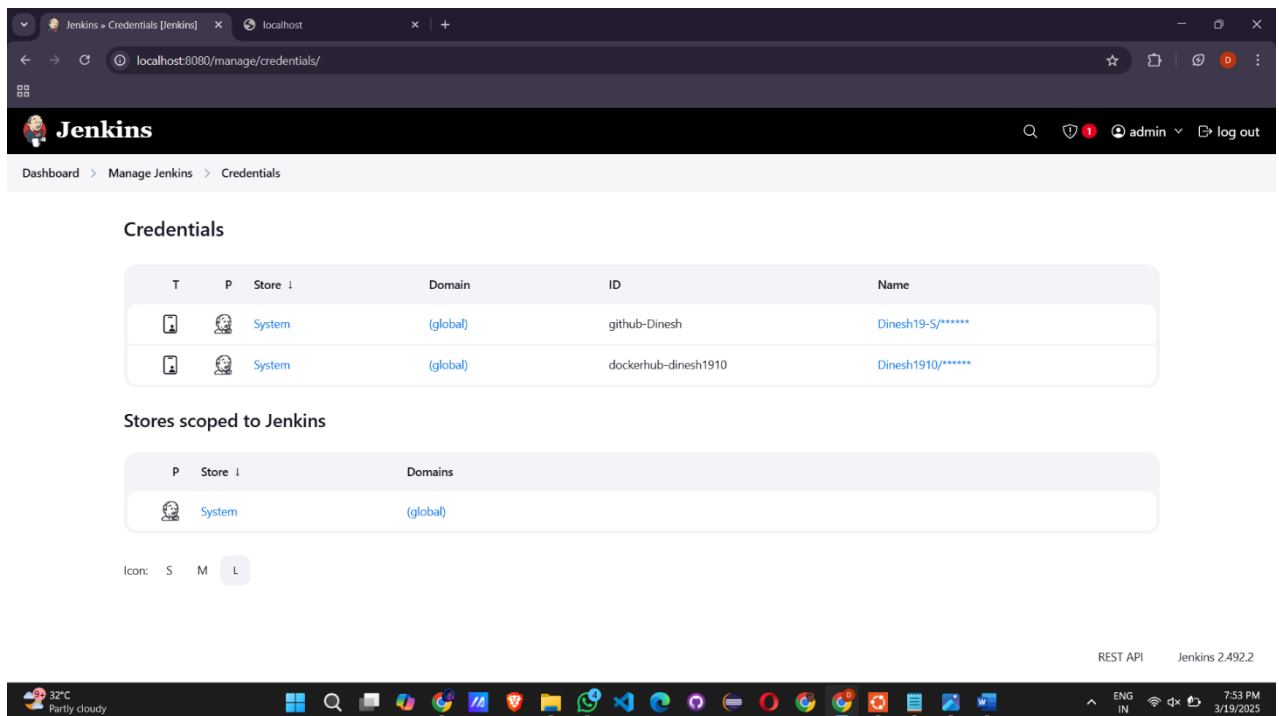 Jenkins » Credentials [Jenkins]
localhost
localhost:8080/manage/credentials/
D
Jenkins
1
admin
log out
Dashboard > Manage Jenkins > Credentials
Credentials
T P Store ↓ Domain ID Name
System (global) github-Dinesh Dinesh19-S/******
System (global) dockerhub-dinesh1910 Dinesh1910/******
Stores scoped to Jenkins
P Store ↓ Domains
System (global)
Icon: S M L
REST API Jenkins 2.492.2
9+
32°C
Partly cloudy
ENG
IN
7:53 PM
3/19/2025